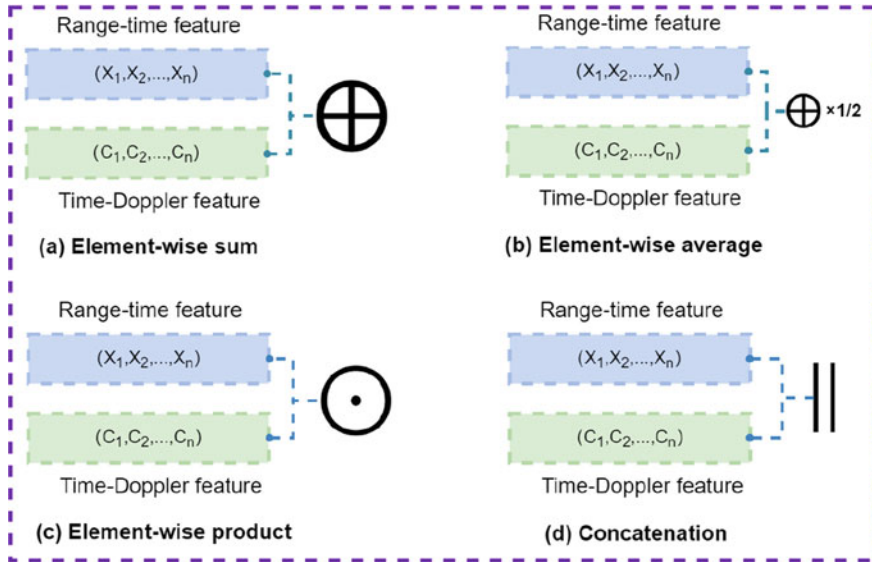 Range-time feature
(X₁,X₂,...,Xₙ)
(C₁,C₂,...,Cₙ)
Time-Doppler feature
(a) Element-wise sum
Range-time feature
(X₁,X₂,...,Xₙ)
×1/2
(C₁,C₂,...,Cₙ)
Time-Doppler feature
(b) Element-wise average
Range-time feature
(X₁,X₂,...,Xₙ)
(C₁,C₂,...,Cₙ)
Time-Doppler feature
(c) Element-wise product
Range-time feature
(X₁,X₂,...,Xₙ)
(C₁,C₂,...,Cₙ)
Time-Doppler feature
(d) Concatenation